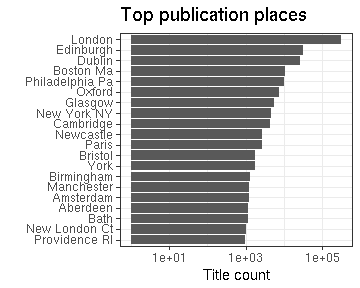 Top publication places
London
Edinburgh
Dublin
Boston Ma
Philadelphia Pa
Oxford
Glasgow
New York NY
Cambridge
Newcastle
Paris
Bristol
York
Birmingham
Manchester
Amsterdam
Aberdeen
Bath
New London Ct
Providence RI
1e+01 1e+03 1e+05
Title count